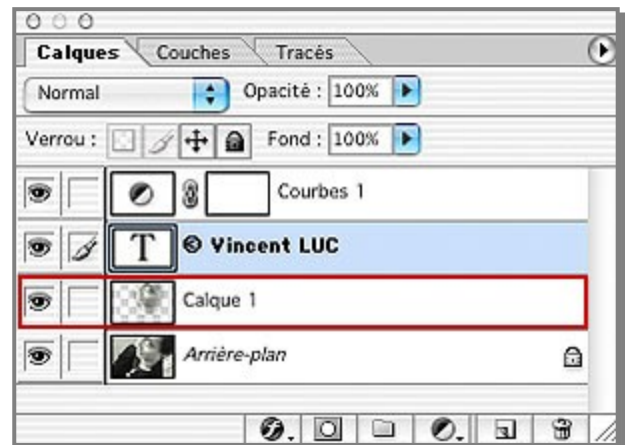 Calques Couches Tracés
Normal Opacité : 100%
Verrou : Fond : 100%
Courbes 1
T © Vincent LUC
Calque 1
Arrière-plan